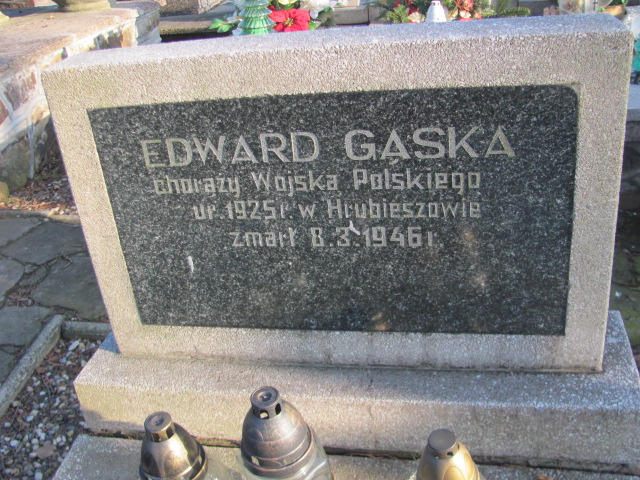 EDWARD GĄSKA
chorąży Wojska Polskiego
ur. 1925 r. w Hrubieszowie
zmarł 8.3.1946 r.